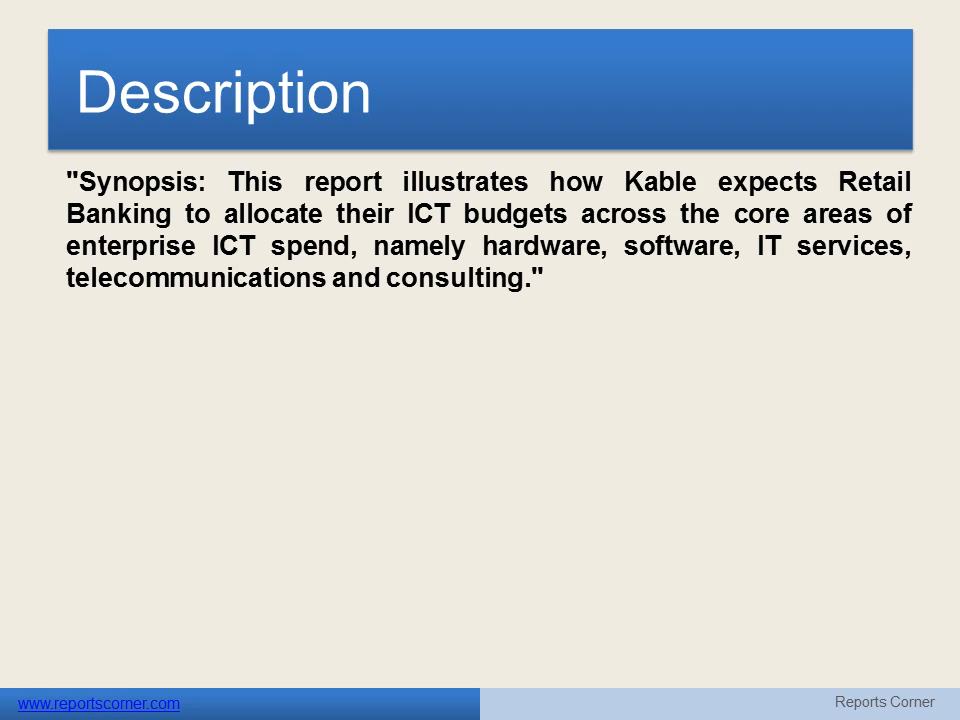 Description
"Synopsis: This report illustrates how Kable expects Retail
Banking to allocate their ICT budgets across the core areas of
enterprise ICT spend, namely hardware, software, IT services,
telecommunications and consulting."
www.reportscorner.com
Reports Corner